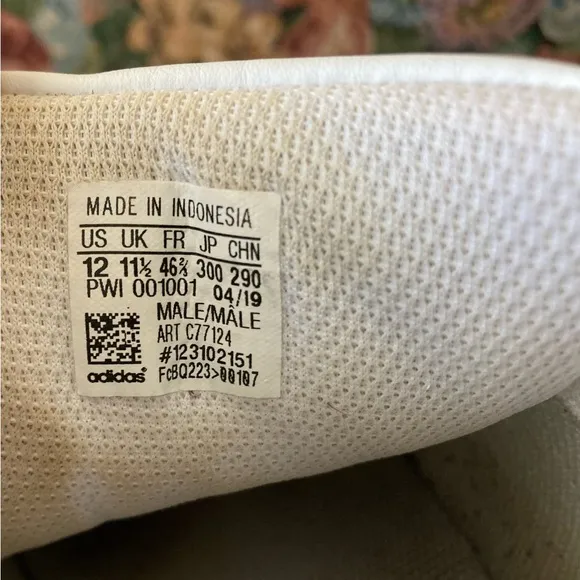 MADE IN INDONESIA
US UK FR JP CHN
12 11½ 46⅔ 300 290
PWI 001001 04/19
MALE/MÂLE
ART C77124
#123102151
adidas® FcBQ223>00107